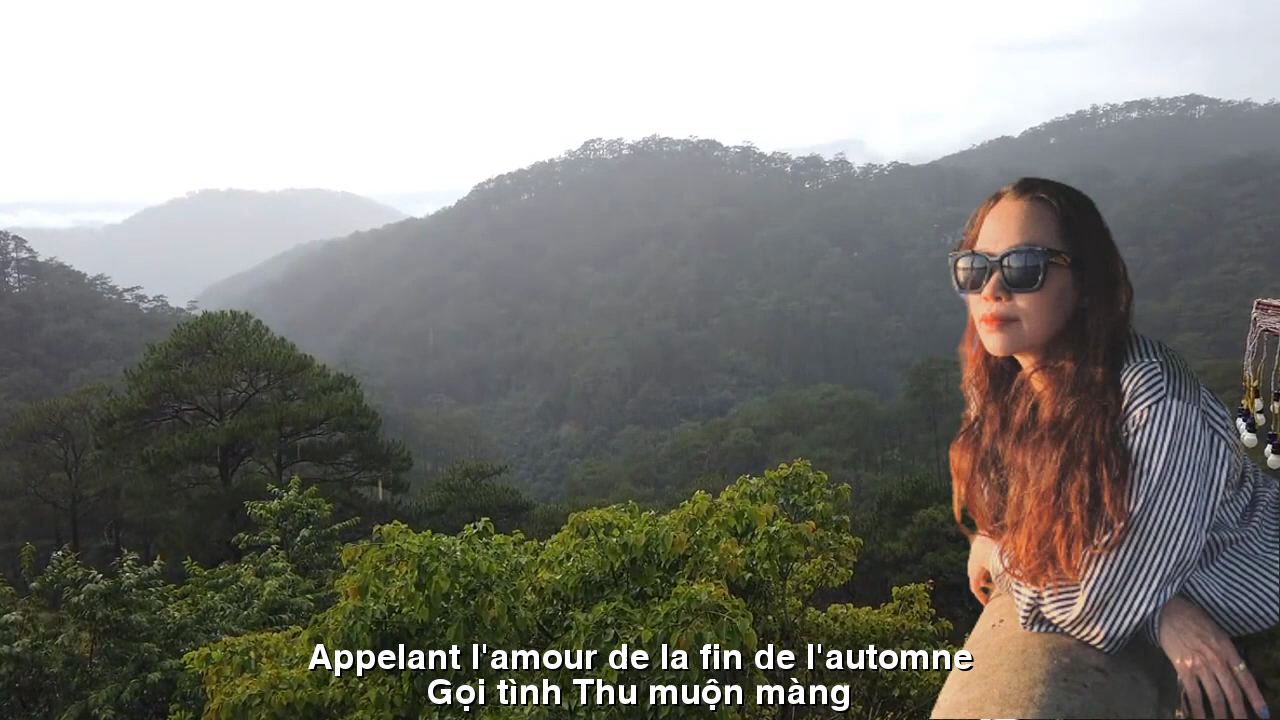 Appelant l'amour de la fin de l'automne
Gọi tình Thu muộn màng